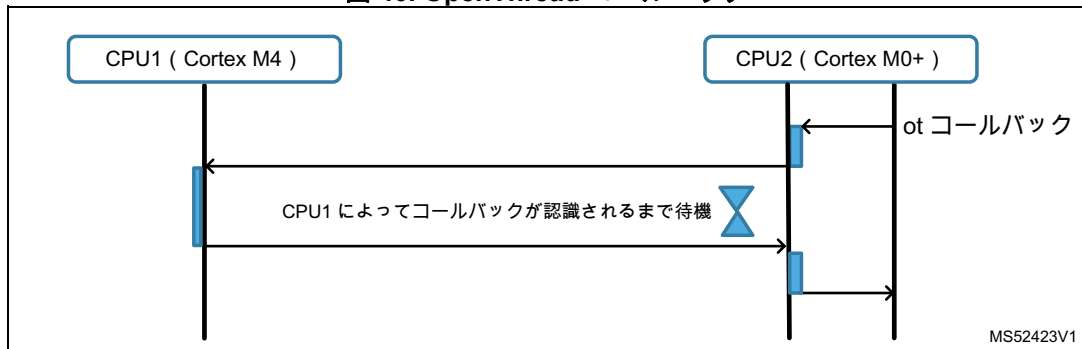 CPU1 ( Cortex M4 )
CPU2 ( Cortex M0+ )
ot コールバック
CPU1 によってコールバックが認識されるまで待機
MS52423V1